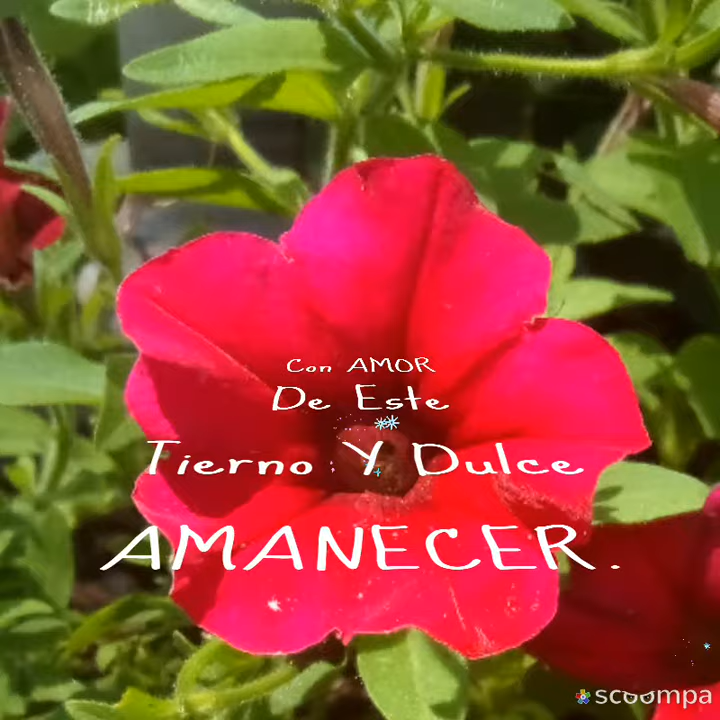 Con AMOR
De Este
Tierno Y Dulce
AMANECER.
scoompa